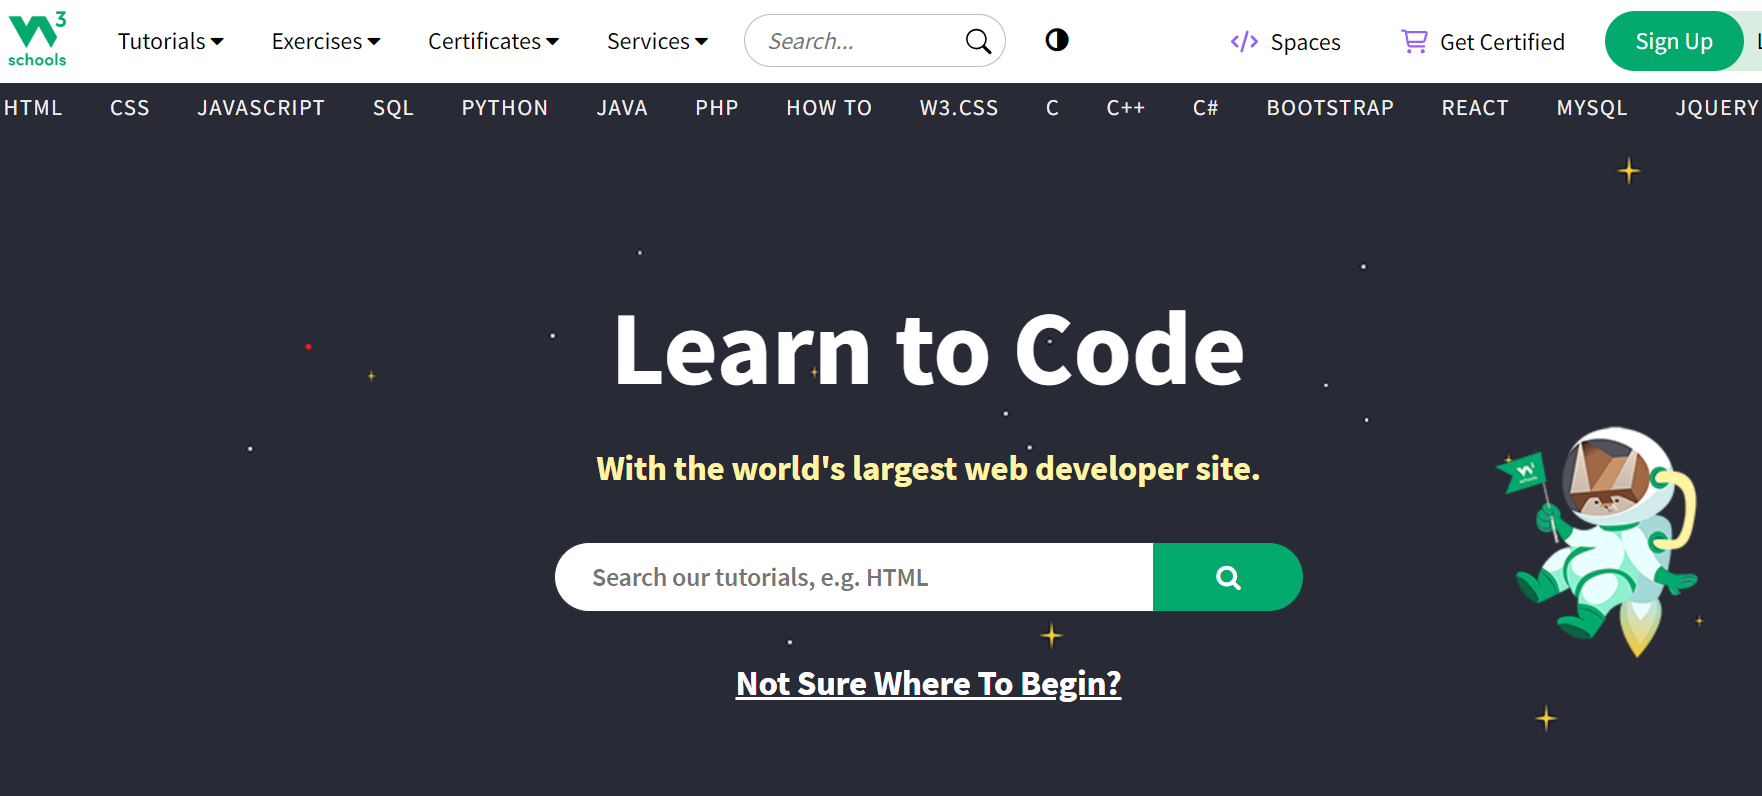 W3
schools
Tutorials
Exercises
Certificates
Services
Search...
</> Spaces
Get Certified
Sign Up
HTML CSS JAVASCRIPT SQL PYTHON JAVA PHP HOW TO W3.CSS C C++ C# BOOTSTRAP REACT MYSQL JQUERY
Learn to Code
With the world's largest web developer site.
W3
schools
Search our tutorials, e.g. HTML
Not Sure Where To Begin?